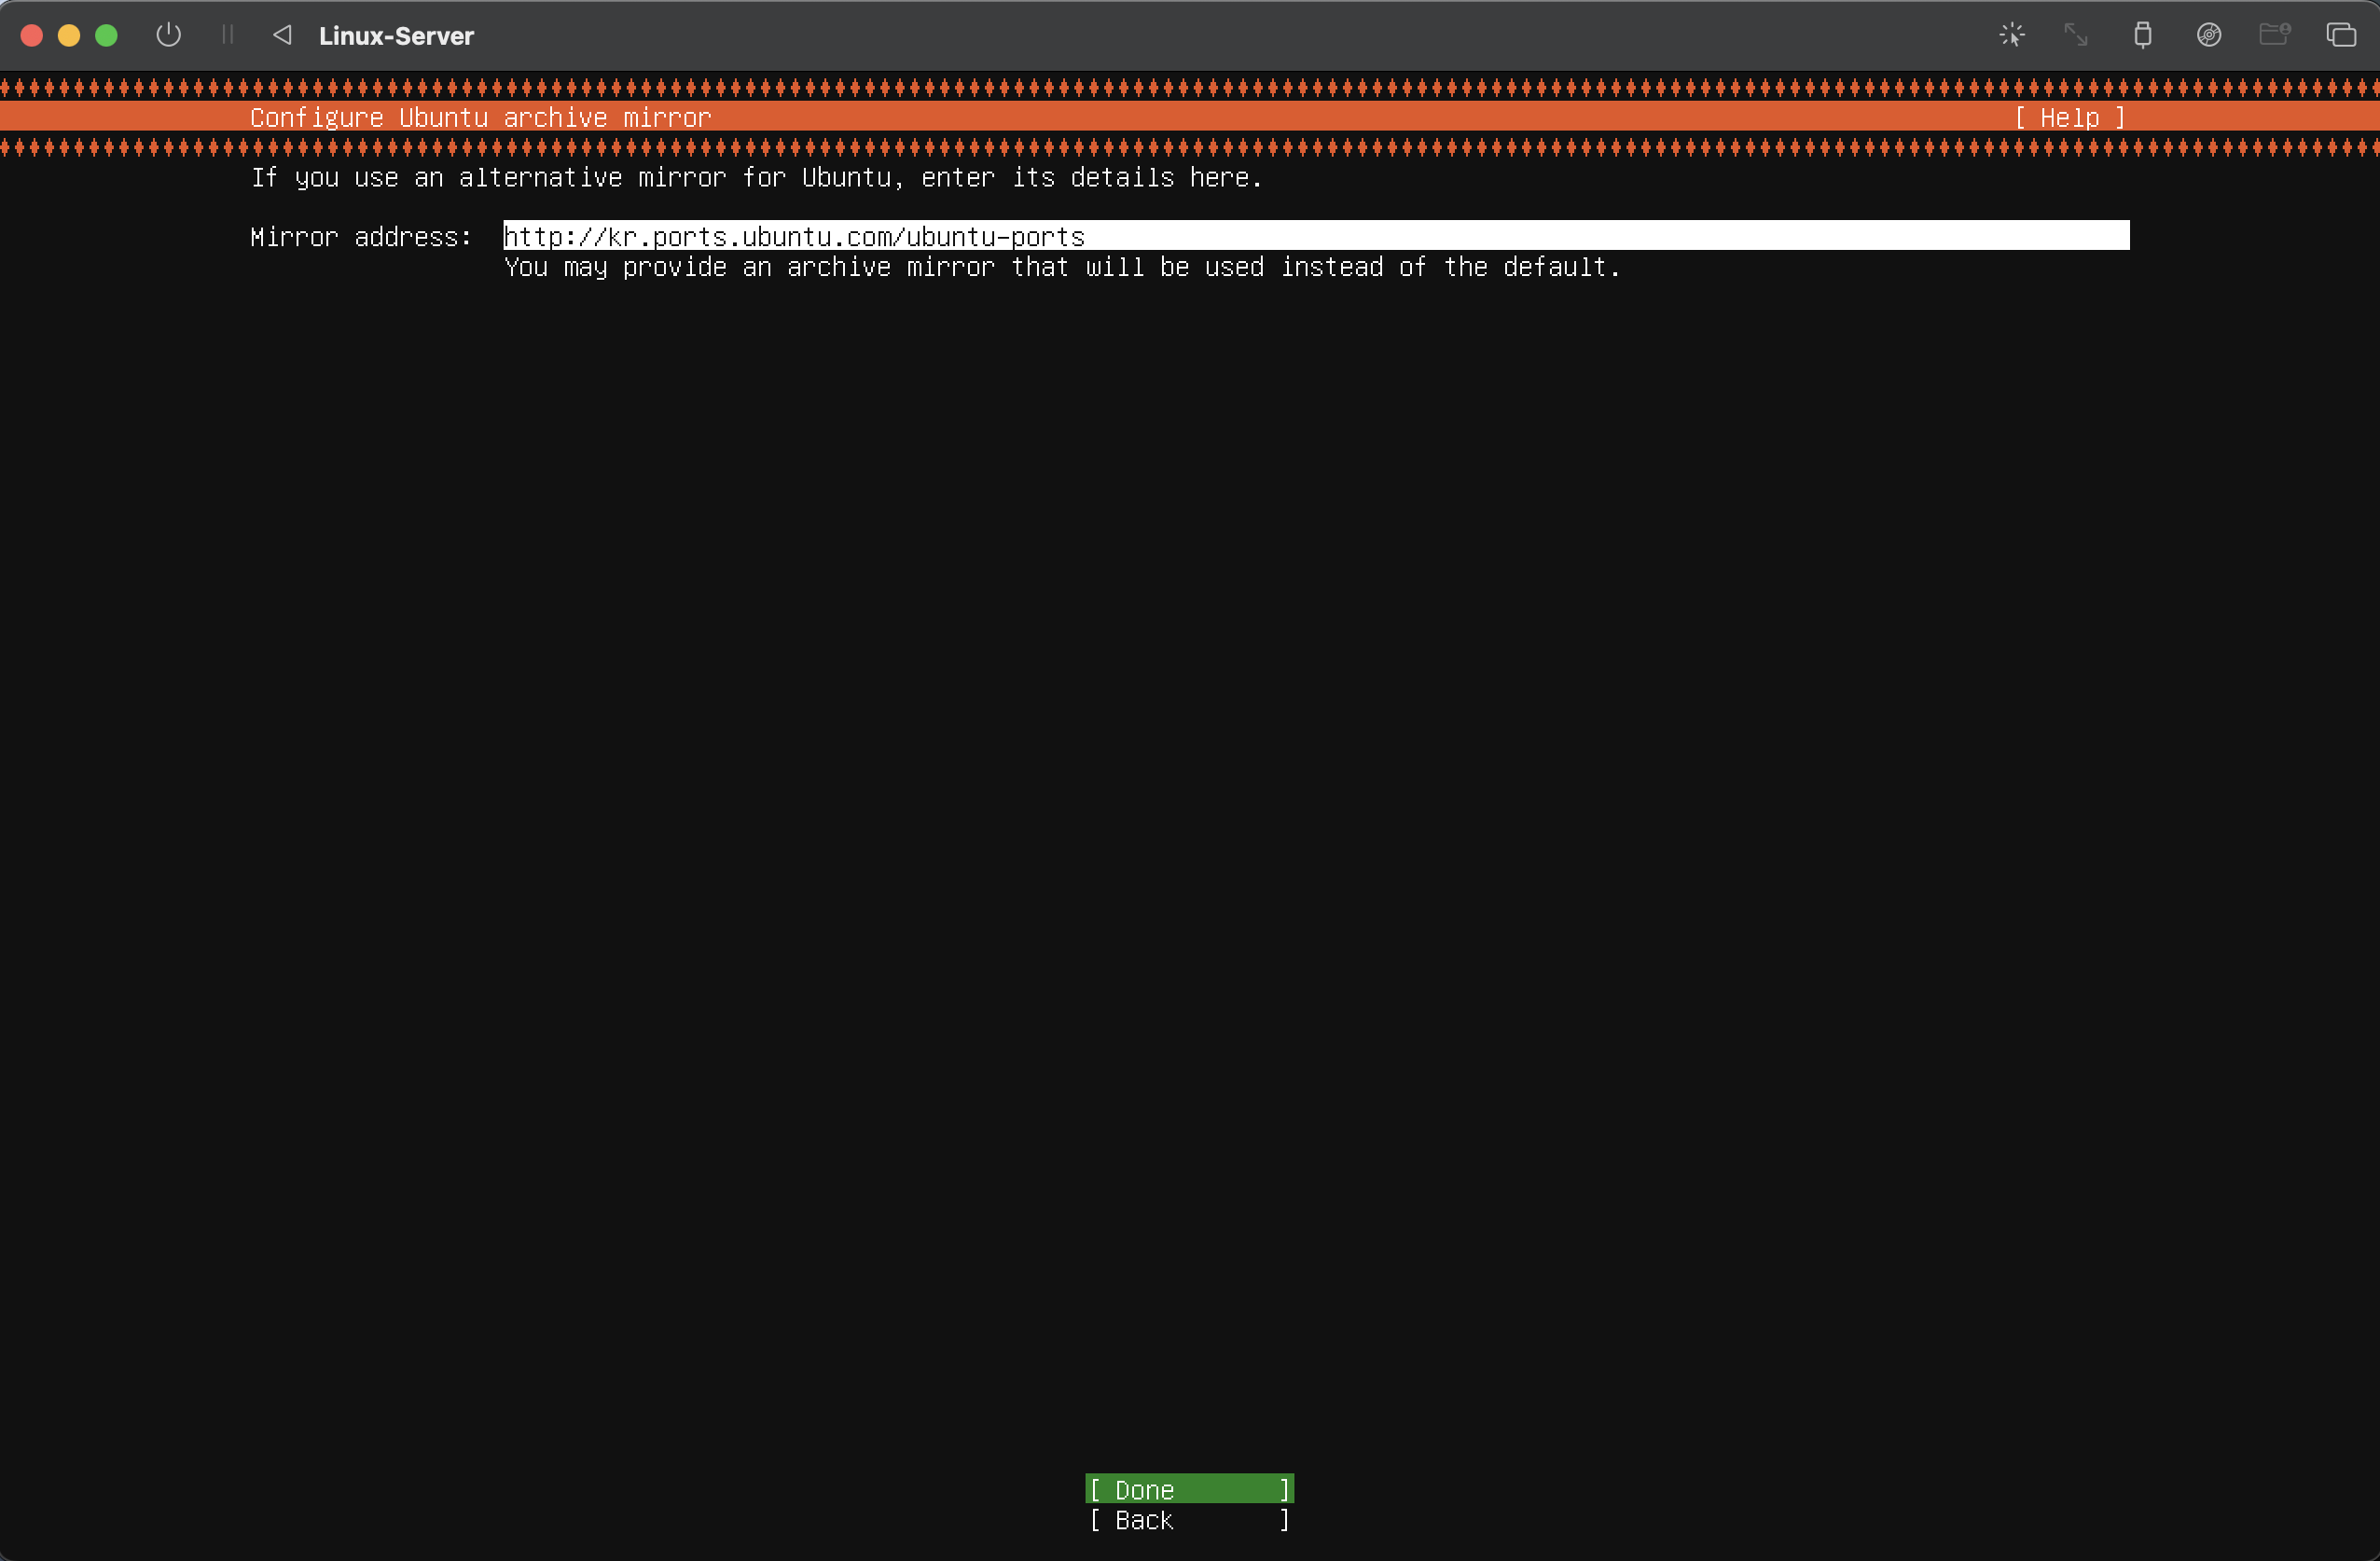 Linux-Server
Configure Ubuntu archive mirror [ Help ]
If you use an alternative mirror for Ubuntu, enter its details here.
Mirror address: http://kr.ports.ubuntu.com/ubuntu-ports
You may provide an archive mirror that will be used instead of the default.
[ Done ]
[ Back ]